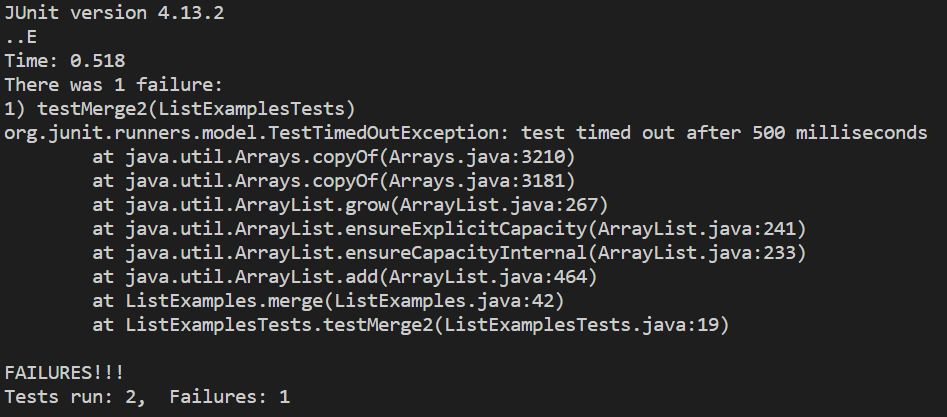 JUnit version 4.13.2
..E
Time: 0.518
There was 1 failure:
1) testMerge2(ListExamplesTests)
org.junit.runners.model.TestTimedOutException: test timed out after 500 milliseconds
        at java.util.Arrays.copyOf(Arrays.java:3210)
        at java.util.Arrays.copyOf(Arrays.java:3181)
        at java.util.ArrayList.grow(ArrayList.java:267)
        at java.util.ArrayList.ensureExplicitCapacity(ArrayList.java:241)
        at java.util.ArrayList.ensureCapacityInternal(ArrayList.java:233)
        at java.util.ArrayList.add(ArrayList.java:464)
        at ListExamples.merge(ListExamples.java:42)
        at ListExamplesTests.testMerge2(ListExamplesTests.java:19)

FAILURES!!!
Tests run: 2,  Failures: 1